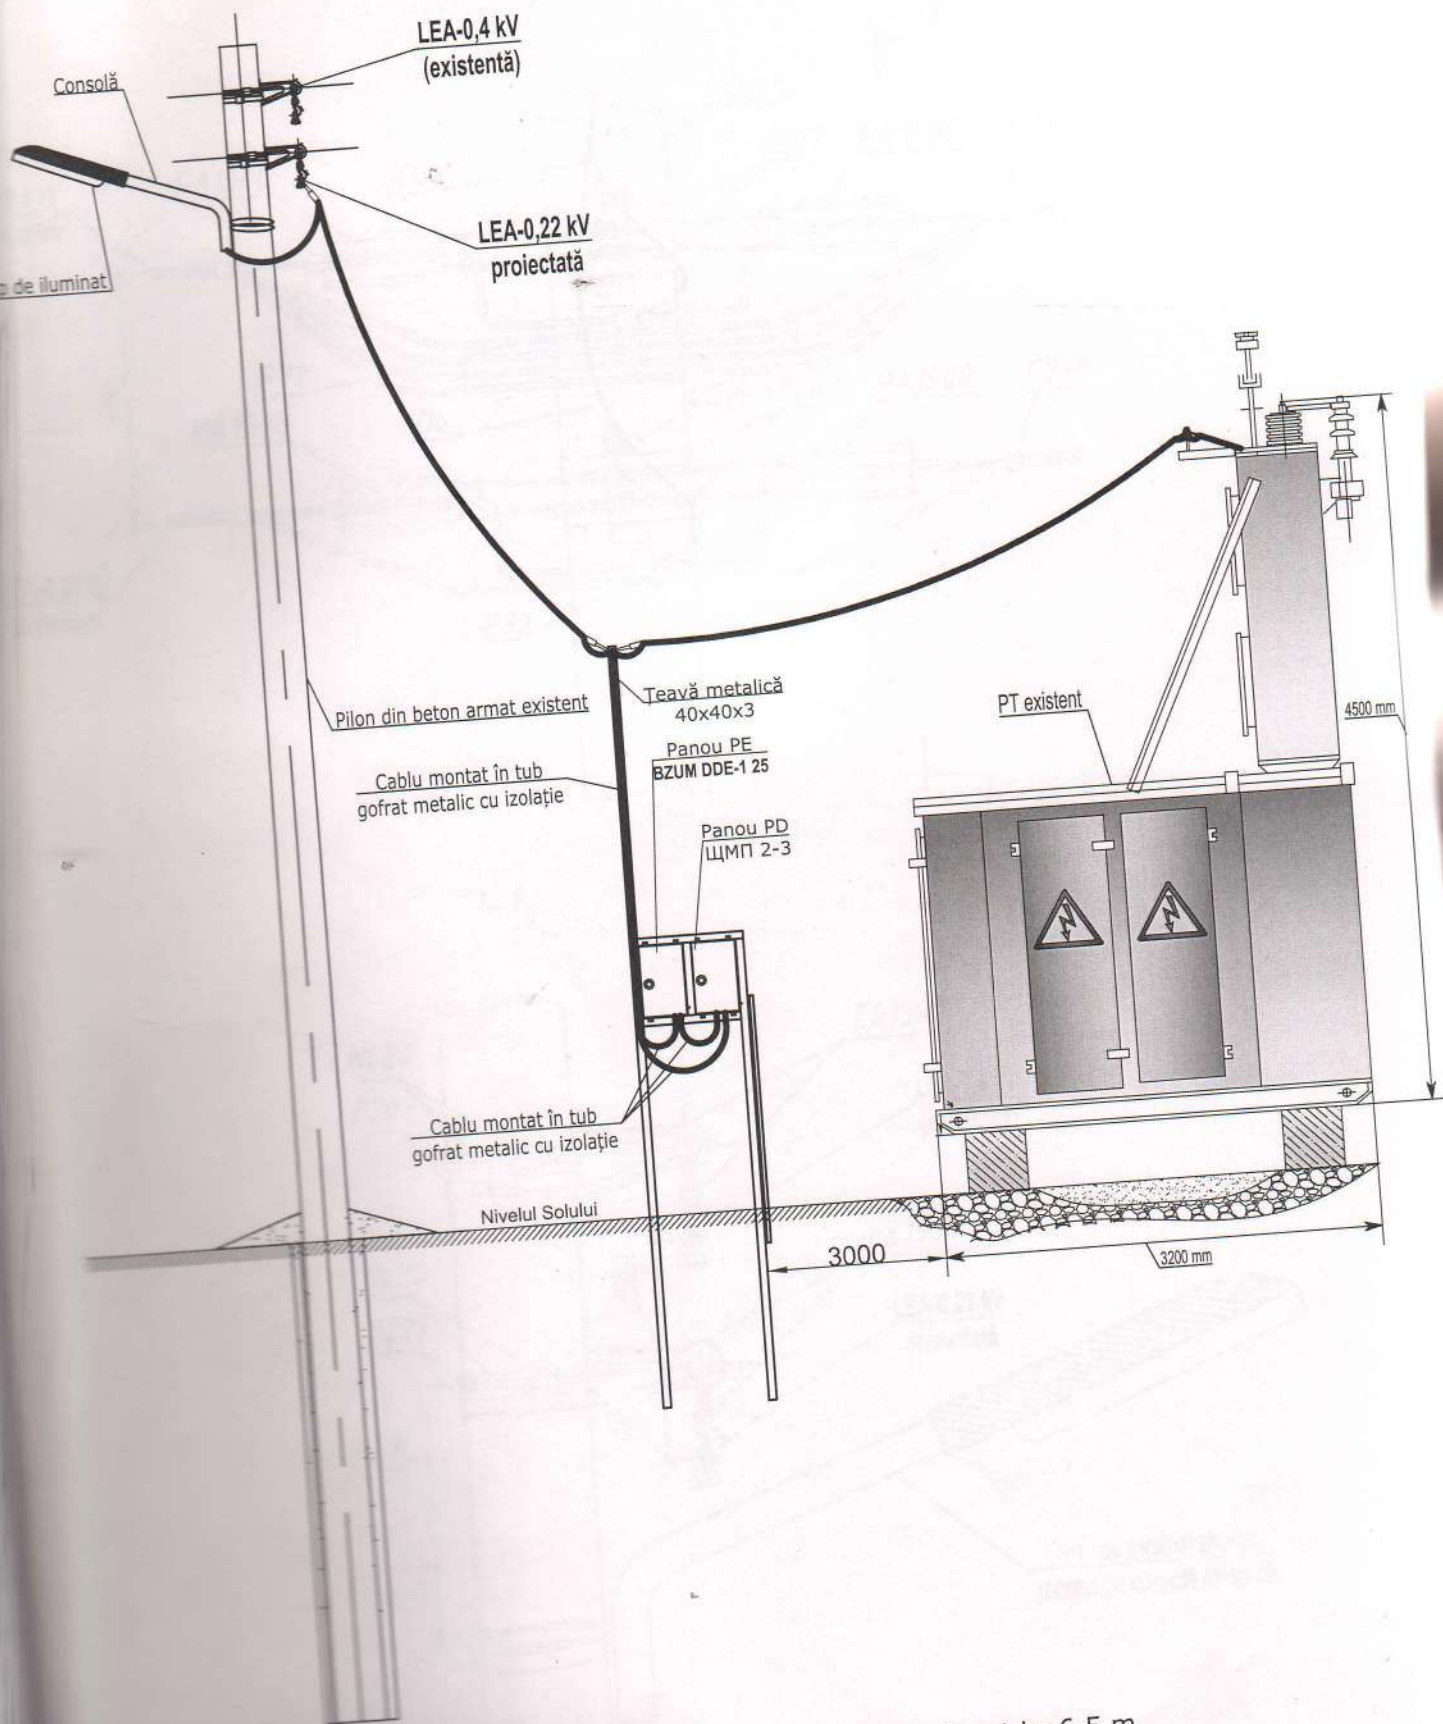 LEA-0,4 kV
(existentă)
Consolă
LEA-0,22 kV
proiectată
de iluminat
Țeavă metalică
40x40x3
Pilon din beton armat existent
PT existent
4500 mm
Panou PE
BZUM DDE-1 25
Cablu montat în tub
gofrat metalic cu izolație
Panou PD
ЩМП 2-3
Cablu montat în tub
gofrat metalic cu izolație
Nivelul Solului
3000
3200 mm